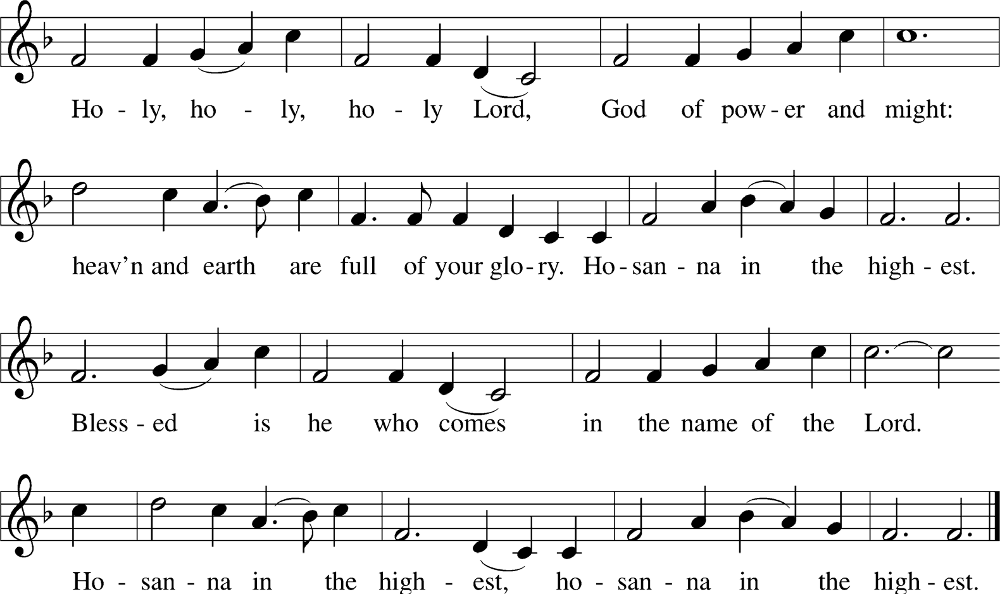 Ho - ly, ho - ly, ho - ly Lord, God of pow - er and might:
heav’n and earth are full of your glo - ry. Ho - san - na in the high - est.
Bless - ed is he who comes in the name of the Lord.
Ho - san - na in the high - est, ho - san - na in the high - est.